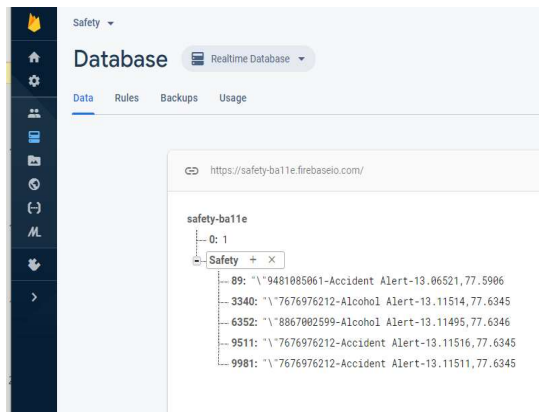 Safety
Database Realtime Database
Data Rules Backups Usage
https://safety-ba11e.firebaseio.com/
safety-ba11e
0: 1
Safety + ×
89: "\"9481085061-Accident Alert-13.06521,77.5906
3340: "\"7676976212-Alcohol Alert-13.11514,77.6345
6352: "\"8867002599-Alcohol Alert-13.11495,77.6346
9511: "\"7676976212-Accident Alert-13.11516,77.6345
9981: "\"7676976212-Accident Alert-13.11511,77.6345